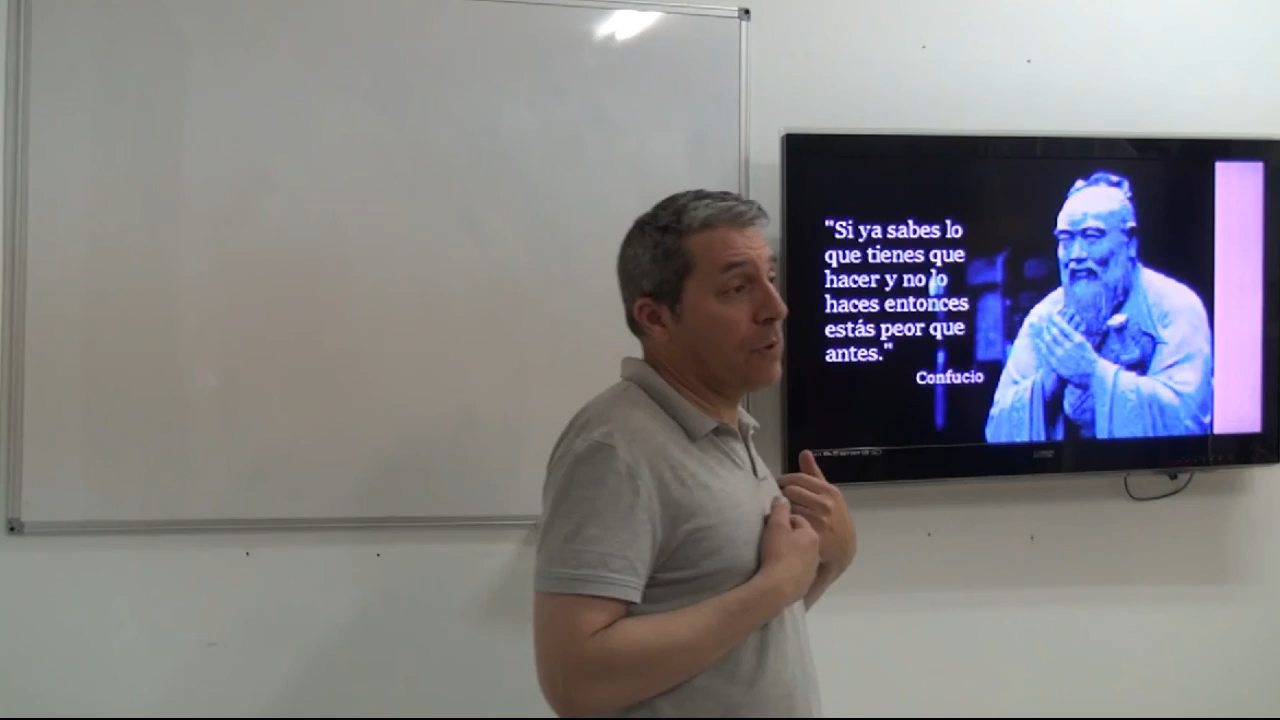 "Si ya sabes lo
que tienes que
hacer y no lo
haces entonces
estás peor que
antes."
Confucio